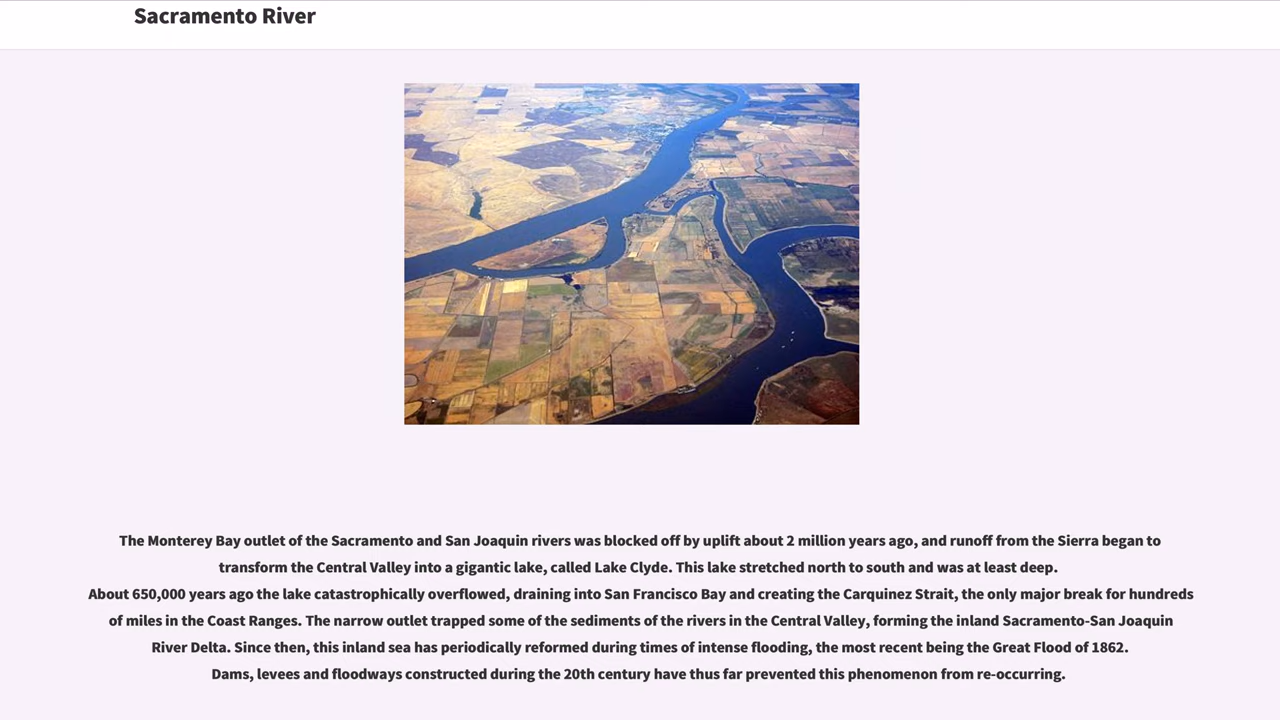 Sacramento River
The Monterey Bay outlet of the Sacramento and San Joaquin rivers was blocked off by uplift about 2 million years ago, and runoff from the Sierra began to
transform the Central Valley into a gigantic lake, called Lake Clyde. This lake stretched north to south and was at least deep.
About 650,000 years ago the lake catastrophically overflowed, draining into San Francisco Bay and creating the Carquinez Strait, the only major break for hundreds
of miles in the Coast Ranges. The narrow outlet trapped some of the sediments of the rivers in the Central Valley, forming the inland Sacramento-San Joaquin
River Delta. Since then, this inland sea has periodically reformed during times of intense flooding, the most recent being the Great Flood of 1862.
Dams, levees and floodways constructed during the 20th century have thus far prevented this phenomenon from re-occurring.